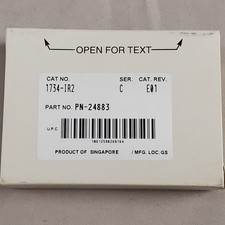 OPEN FOR TEXT
CAT NO. SER. CAT. REV.
1734-IR2 C E01
PART NO. PN-24883
U.P.C.
PRODUCT OF SINGAPORE / MFG. LOC. GS